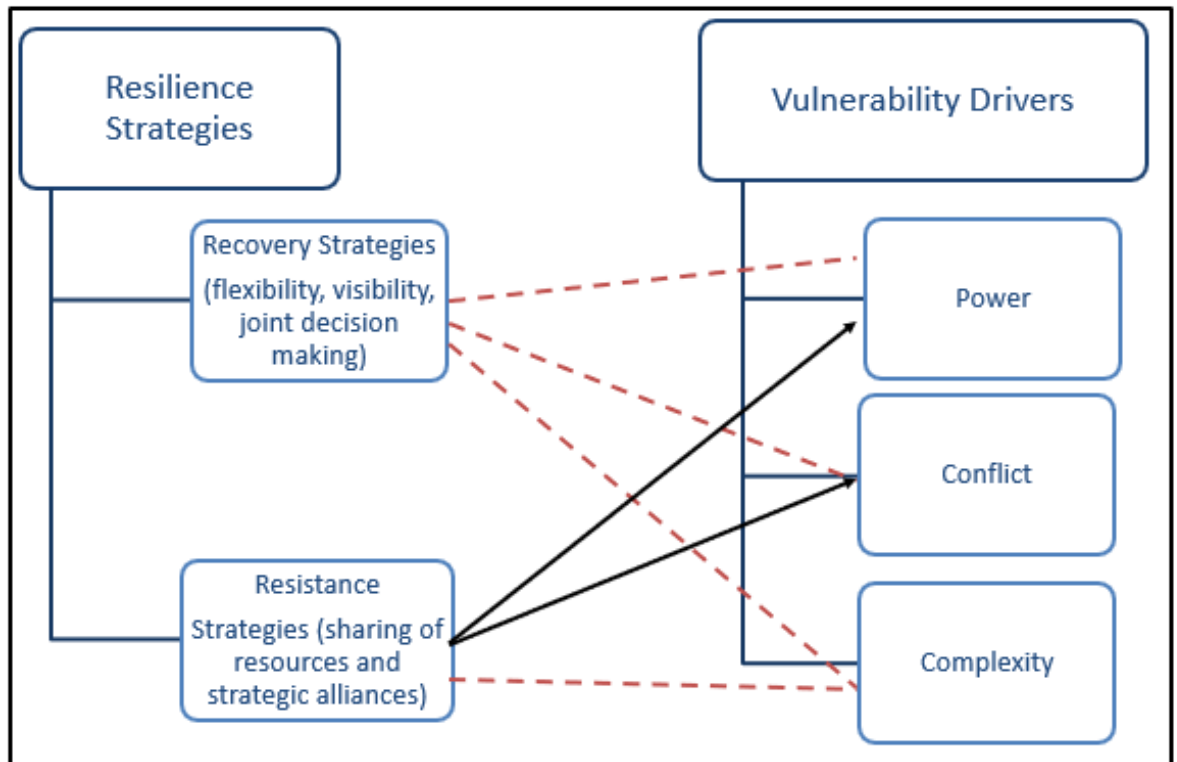 Resilience
Strategies
Vulnerability Drivers
Recovery Strategies
(flexibility, visibility,
joint decision
making)
Power
Conflict
Resistance
Strategies (sharing of
resources and
strategic alliances)
Complexity